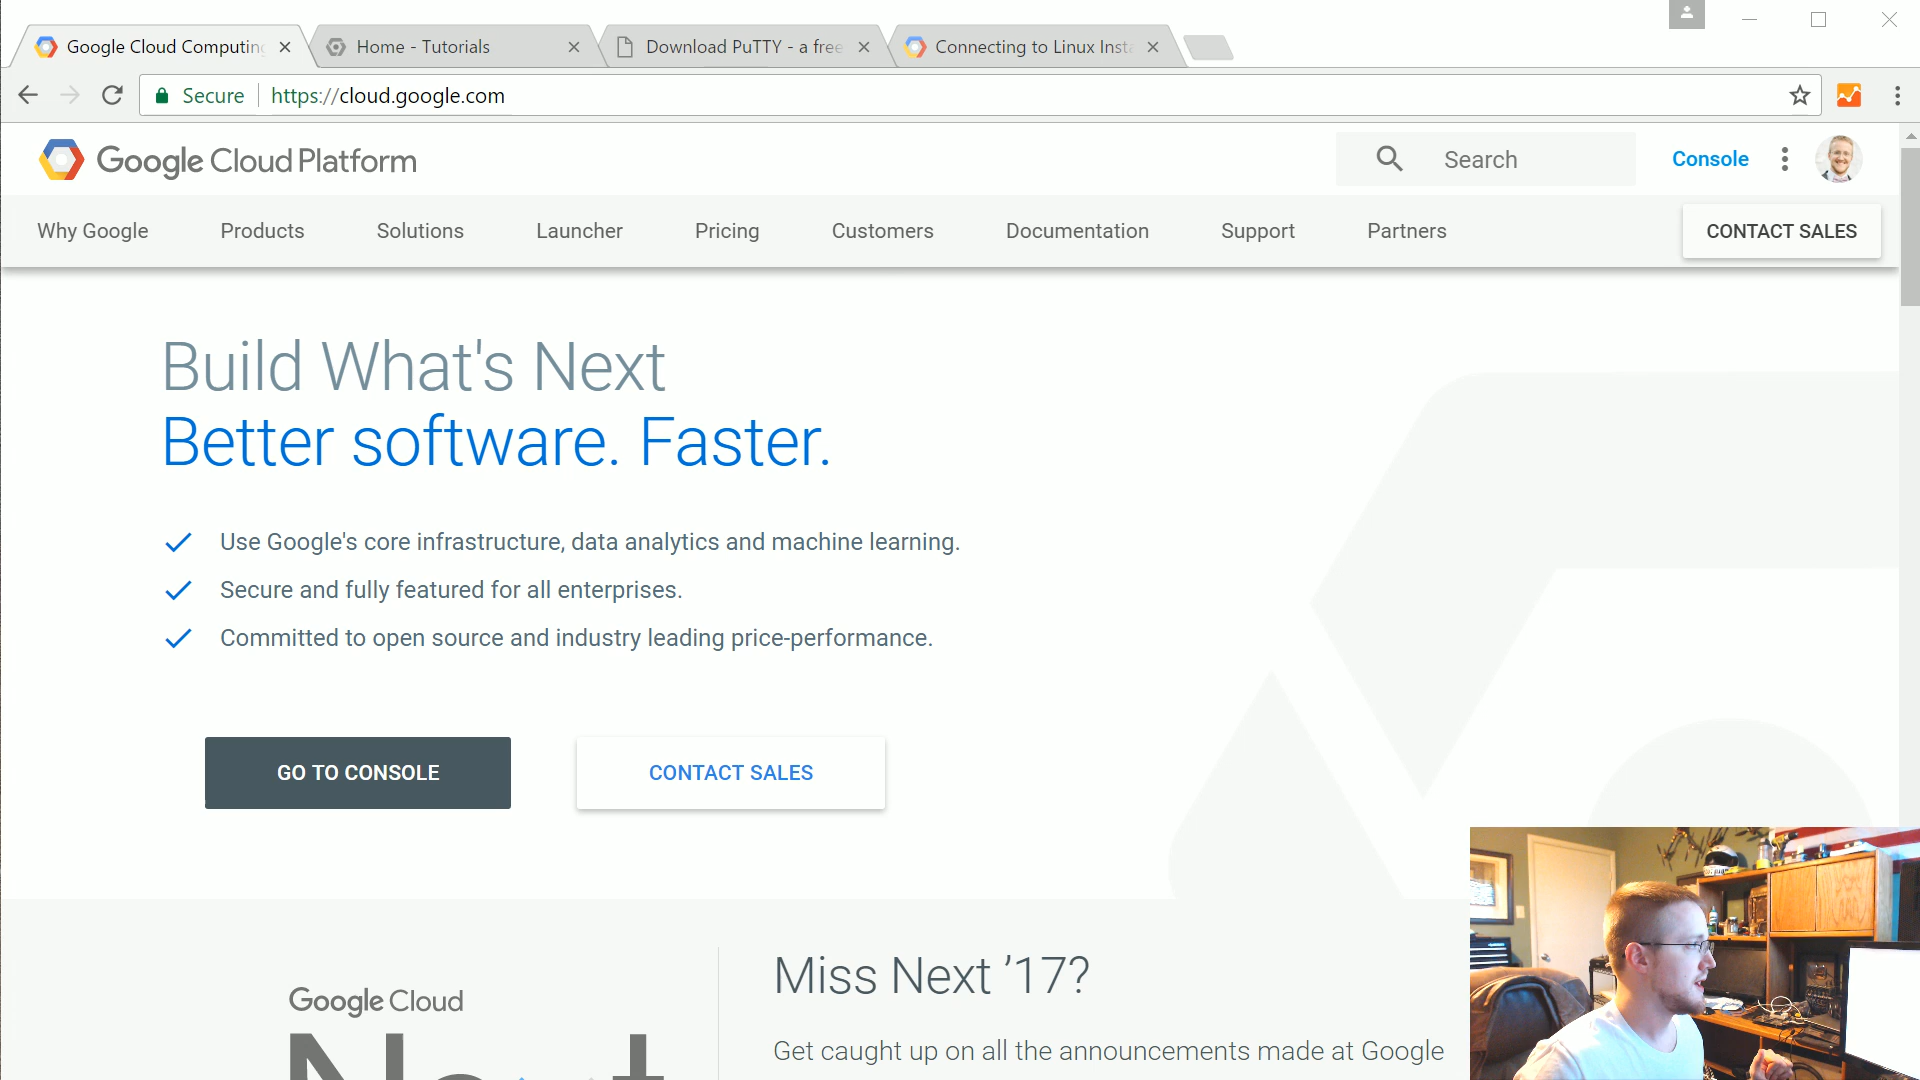 Google Cloud Computing
Home - Tutorials
Download PuTTY - a free
Connecting to Linux Inst
Secure
https://cloud.google.com
Google Cloud Platform
Search
Console
Why Google
Products
Solutions
Launcher
Pricing
Customers
Documentation
Support
Partners
CONTACT SALES
Build What's Next
Better software. Faster.
Use Google's core infrastructure, data analytics and machine learning.
Secure and fully featured for all enterprises.
Committed to open source and industry leading price-performance.
GO TO CONSOLE
CONTACT SALES
Google Cloud
Next
Miss Next ’17?
Get caught up on all the announcements made at Google